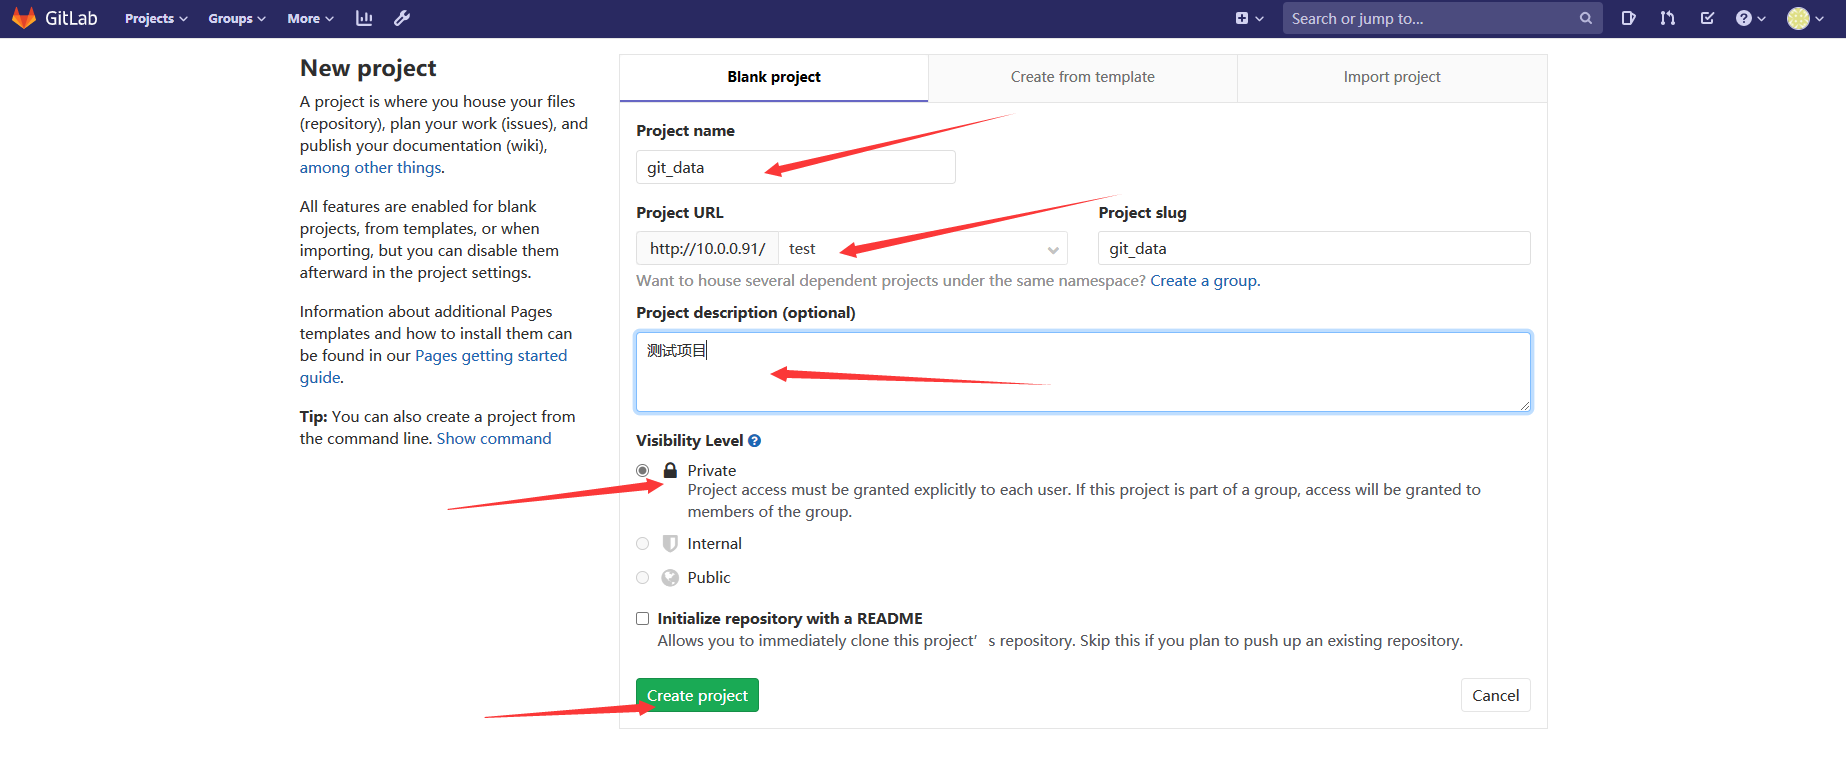 GitLab Projects Groups More Search or jump to...
New project
A project is where you house your files
(repository), plan your work (issues), and
publish your documentation (wiki),
among other things.
All features are enabled for blank
projects, from templates, or when
importing, but you can disable them
afterward in the project settings.
Information about additional Pages
templates and how to install them can
be found in our Pages getting started
guide.
Tip: You can also create a project from
the command line. Show command
Blank project Create from template Import project
Project name
git_data
Project URL Project slug
http://10.0.0.91/ test git_data
Want to house several dependent projects under the same namespace? Create a group.
Project description (optional)
测试项目
Visibility Level ?
Private
Project access must be granted explicitly to each user. If this project is part of a group, access will be granted to
members of the group.
Internal
Public
Initialize repository with a README
Allows you to immediately clone this project’s repository. Skip this if you plan to push up an existing repository.
Create project Cancel